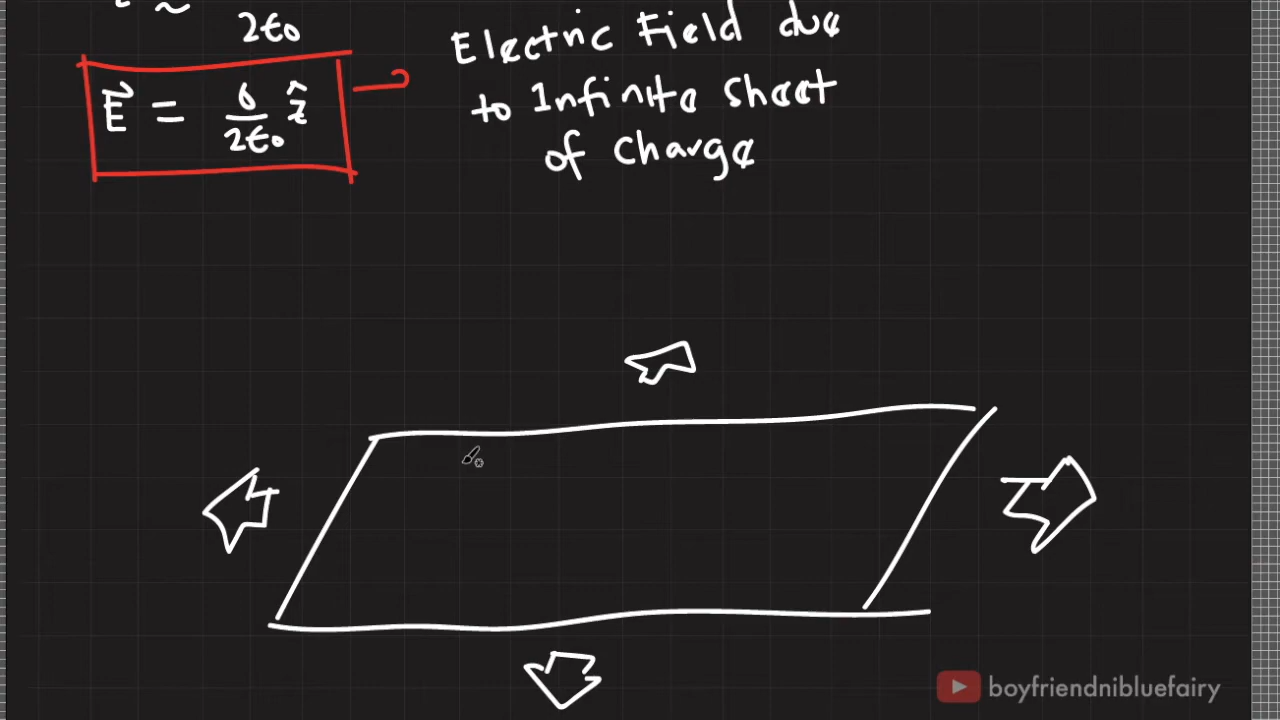 2ε₀
Electric Field due
E⃗ = σ/2ε₀ ẑ
to Infinite sheet
of charge
boyfriendnibluefairy